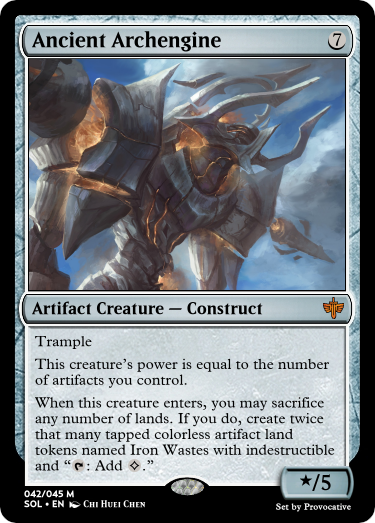 Ancient Archengine 7
Artifact Creature — Construct
Trample
This creature's power is equal to the number
of artifacts you control.
When this creature enters, you may sacrifice
any number of lands. If you do, create twice
that many tapped colorless artifact land
tokens named Iron Wastes with indestructible
and “: Add .”
★/5
042/045 M
SOL • EN CHI HUEI CHEN
Set by Provocative